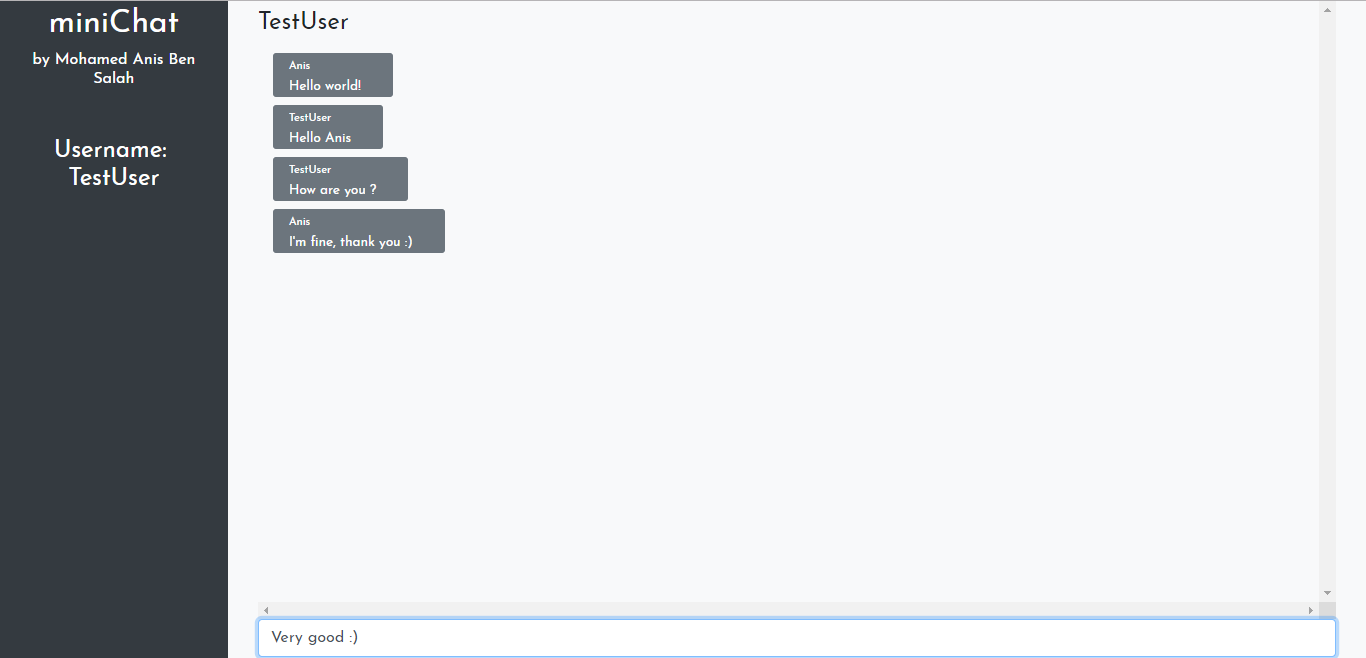 miniChat
by Mohamed Anis Ben
Salah
Username:
TestUser
TestUser
Anis
Hello world!
TestUser
Hello Anis
TestUser
How are you ?
Anis
I'm fine, thank you :)
Very good :)